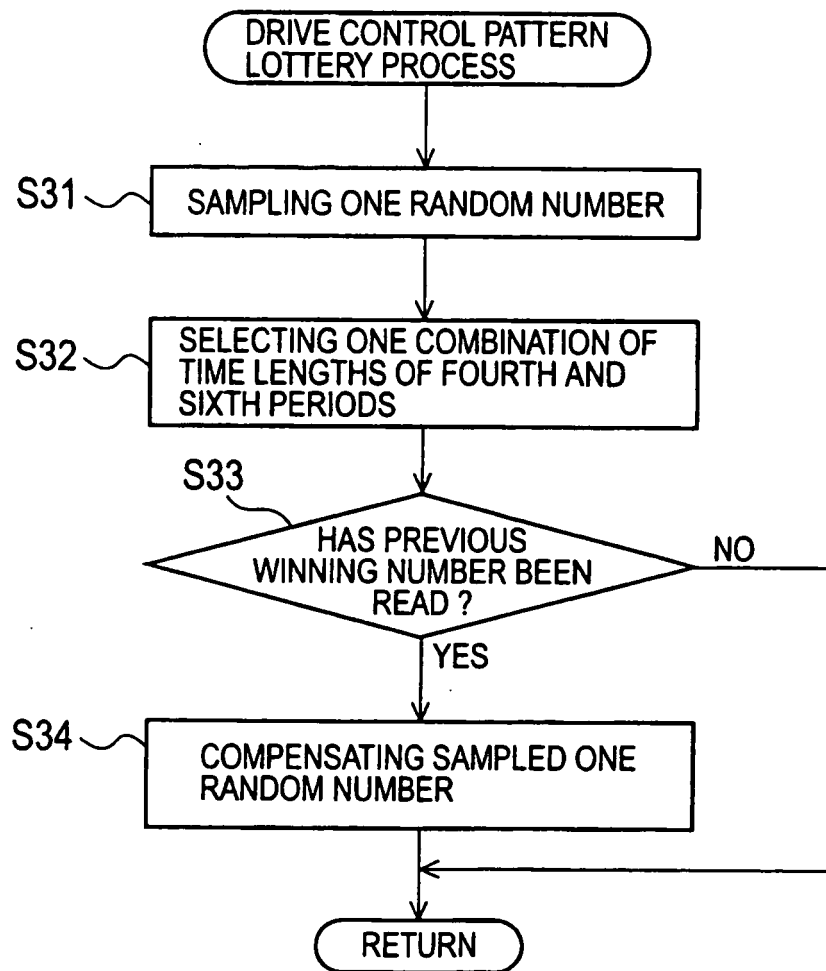 DRIVE CONTROL PATTERN
LOTTERY PROCESS
S31
SAMPLING ONE RANDOM NUMBER
S32
SELECTING ONE COMBINATION OF
TIME LENGTHS OF FOURTH AND
SIXTH PERIODS
S33
HAS PREVIOUS
WINNING NUMBER BEEN
READ ?
NO
YES
S34
COMPENSATING SAMPLED ONE
RANDOM NUMBER
RETURN